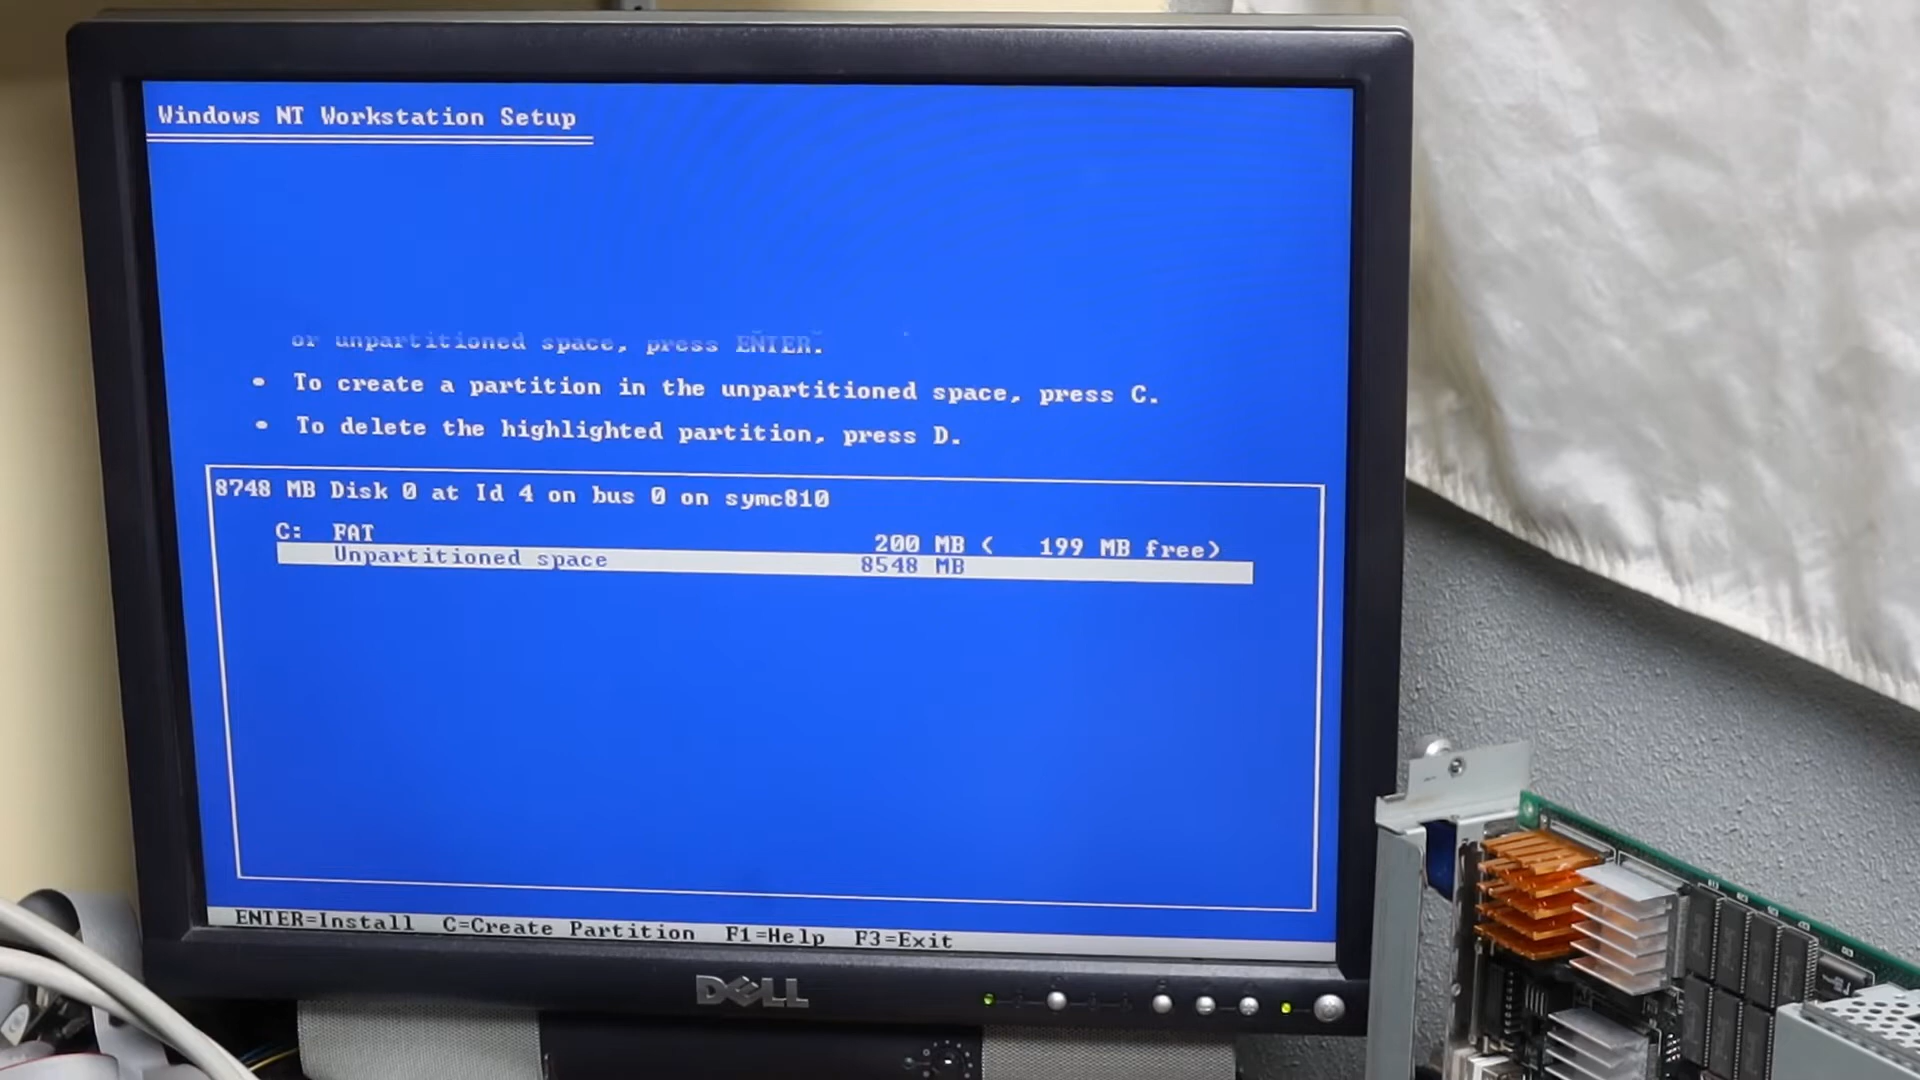 Windows NT Workstation Setup
or unpartitioned space, press ENTER.
• To create a partition in the unpartitioned space, press C.
• To delete the highlighted partition, press D.
8748 MB Disk 0 at Id 4 on bus 0 on symc810
C: FAT 200 MB ( 199 MB free)
Unpartitioned space 8548 MB
ENTER=Install C=Create Partition F1=Help F3=Exit
DELL